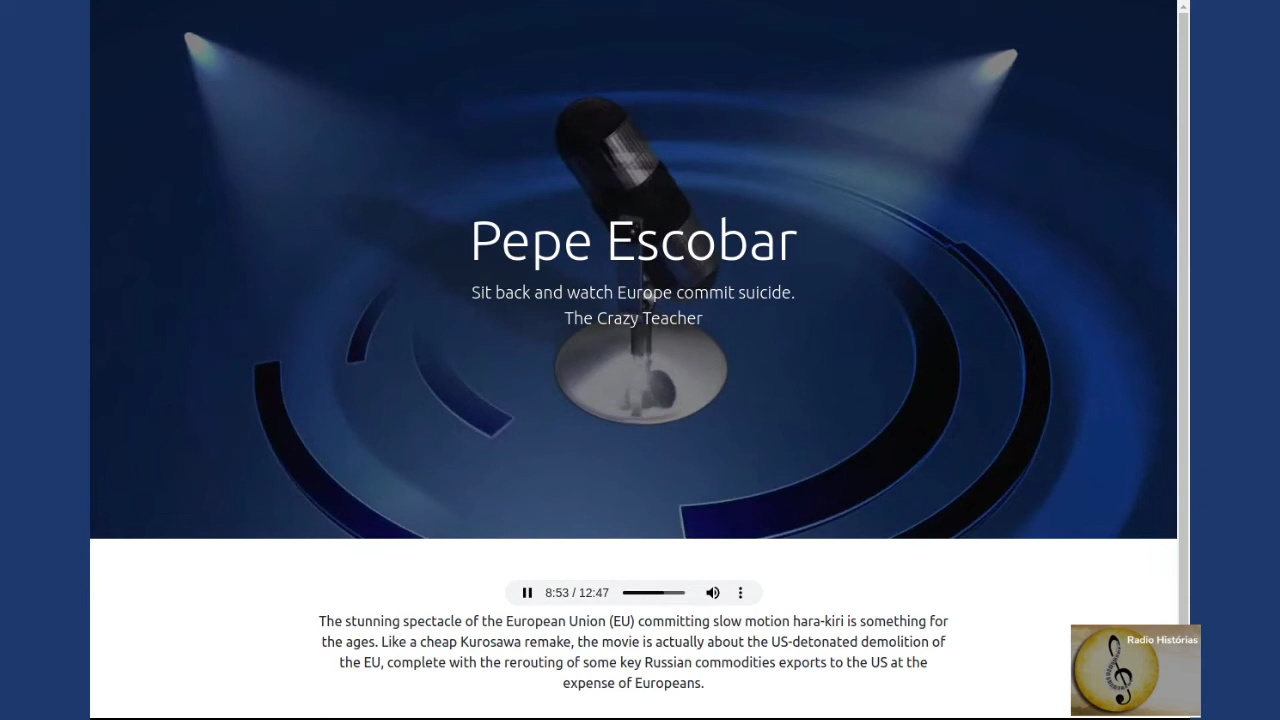 Pepe Escobar
Sit back and watch Europe commit suicide.
The Crazy Teacher
8:53 / 12:47
The stunning spectacle of the European Union (EU) committing slow motion hara-kiri is something for
the ages. Like a cheap Kurosawa remake, the movie is actually about the US-detonated demolition of
the EU, complete with the rerouting of some key Russian commodities exports to the US at the
expense of Europeans.
Radio Histórias